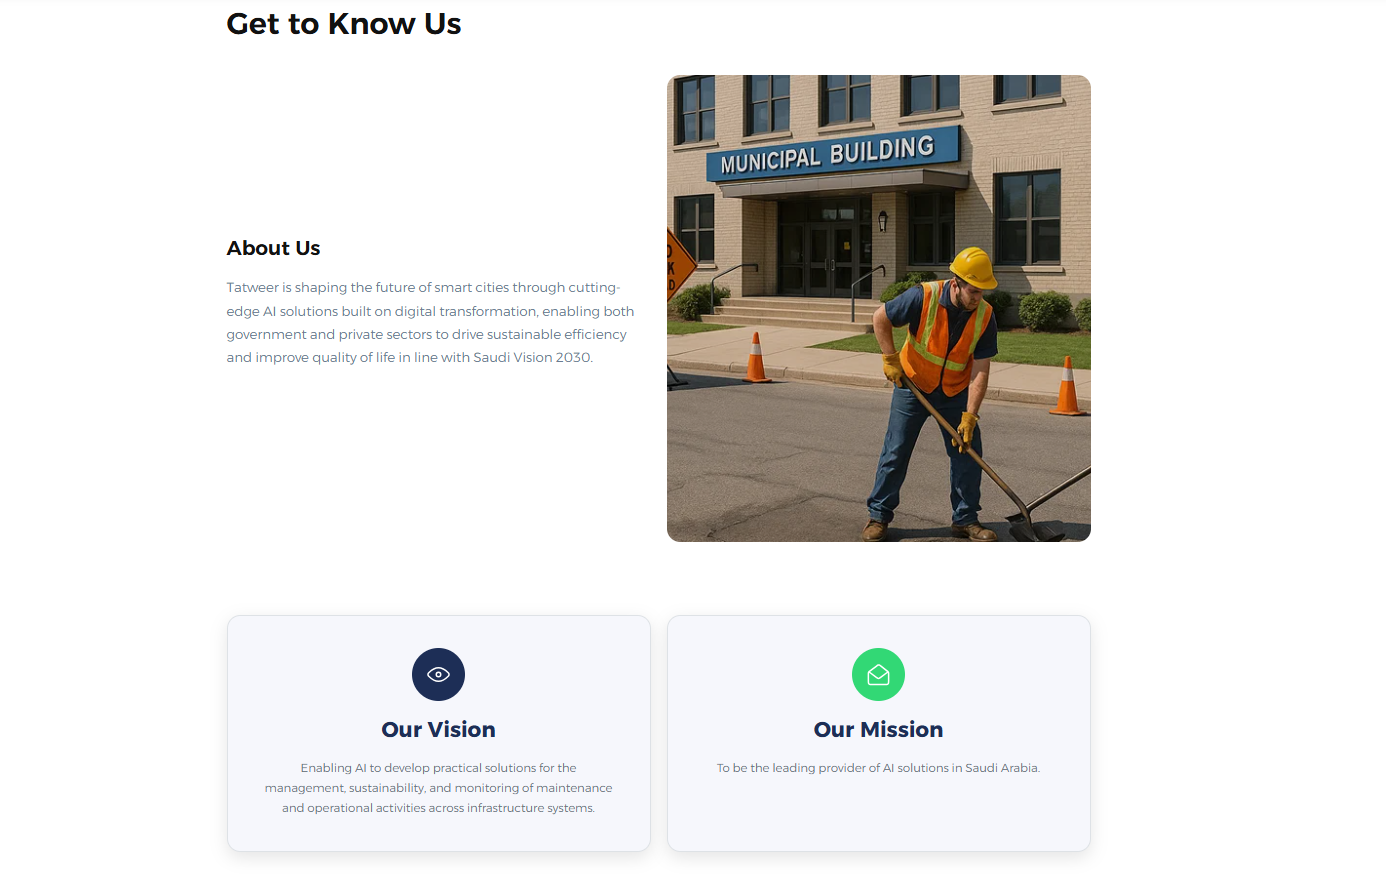 Get to Know Us
MUNICIPAL BUILDING
About Us
Tatweer is shaping the future of smart cities through cutting-
edge AI solutions built on digital transformation, enabling both
government and private sectors to drive sustainable efficiency
and improve quality of life in line with Saudi Vision 2030.
Our Vision
Enabling AI to develop practical solutions for the
management, sustainability, and monitoring of maintenance
and operational activities across infrastructure systems.
Our Mission
To be the leading provider of AI solutions in Saudi Arabia.